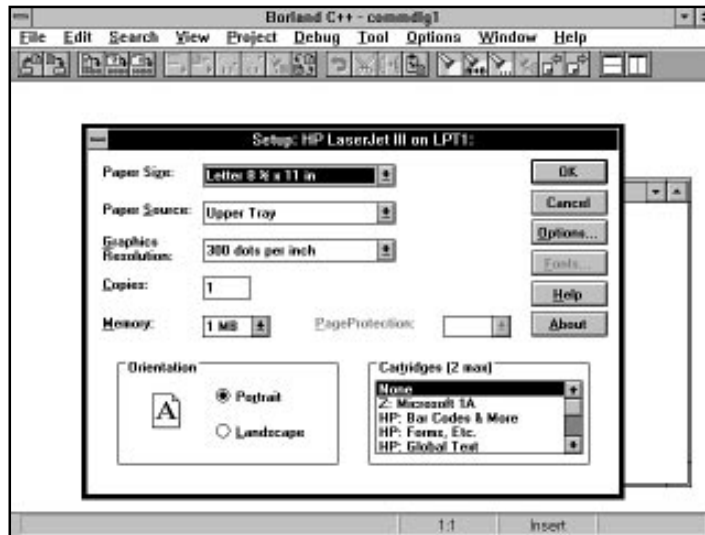 Borland C++ - commdlg1
File Edit Search View Project Debug Tool Options Window Help
Setup: HP LaserJet III on LPT1:
Paper Size: Letter 8 ½ x 11 in
OK
Paper Source: Upper Tray
Cancel
Graphics Resolution: 300 dots per inch
Options...
Fonts...
Copies: 1
Help
Memory: 1 MB PageProtection:
About
Orientation
Portrait
Landscape
Cartridges (2 max)
None
Z: Microsoft 1A
HP: Bar Codes & More
HP: Forms, Etc.
HP: Global Text
1:1 Insert